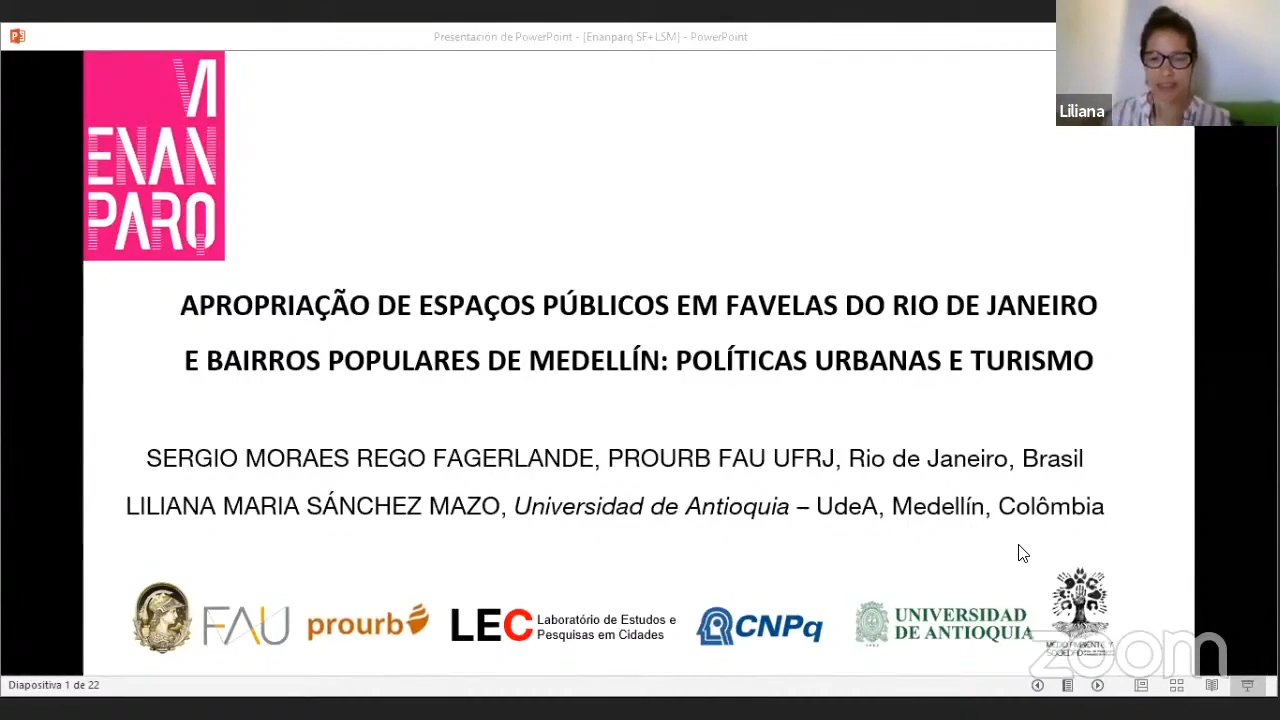 Presentación de PowerPoint - [Enanparq SF+LSM] - PowerPoint
Liliana
VI
ENAN
PARQ
APROPRIAÇÃO DE ESPAÇOS PÚBLICOS EM FAVELAS DO RIO DE JANEIRO
E BAIRROS POPULARES DE MEDELLÍN: POLÍTICAS URBANAS E TURISMO
SERGIO MORAES REGO FAGERLANDE, PROURB FAU UFRJ, Rio de Janeiro, Brasil
LILIANA MARIA SÁNCHEZ MAZO, Universidad de Antioquia – UdeA, Medellín, Colômbia
FAU
prourb
LEC
Laboratório de Estudos e
Pesquisas em Cidades
CNPq
UNIVERSIDAD
DE ANTIOQUIA
MEDIO AMBIENTE Y
SOCIEDAD
zoom
Diapositiva 1 de 22